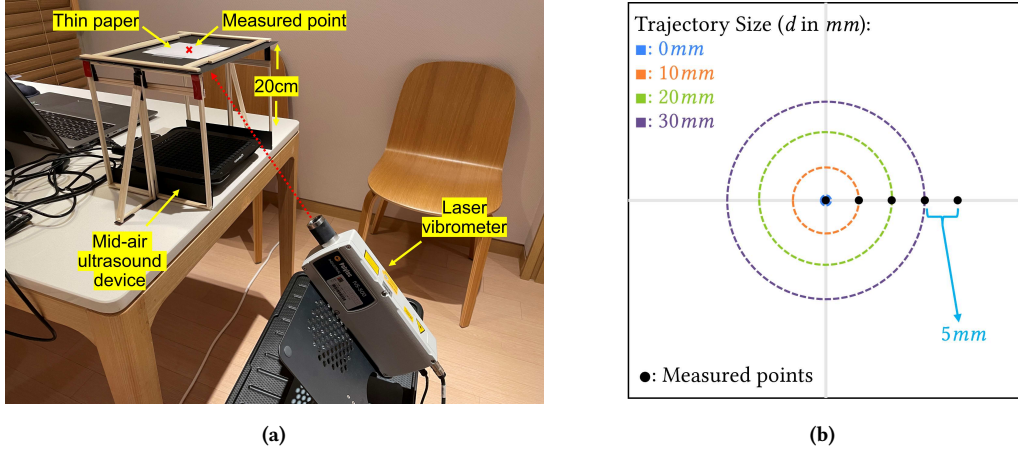 Thin paper
Measured point
20cm
Laser
vibrometer
Mid-air
ultrasound
device
(a)
Trajectory Size (d in mm):
: 0mm
: 10mm
: 20mm
: 30mm
5mm
●: Measured points
(b)